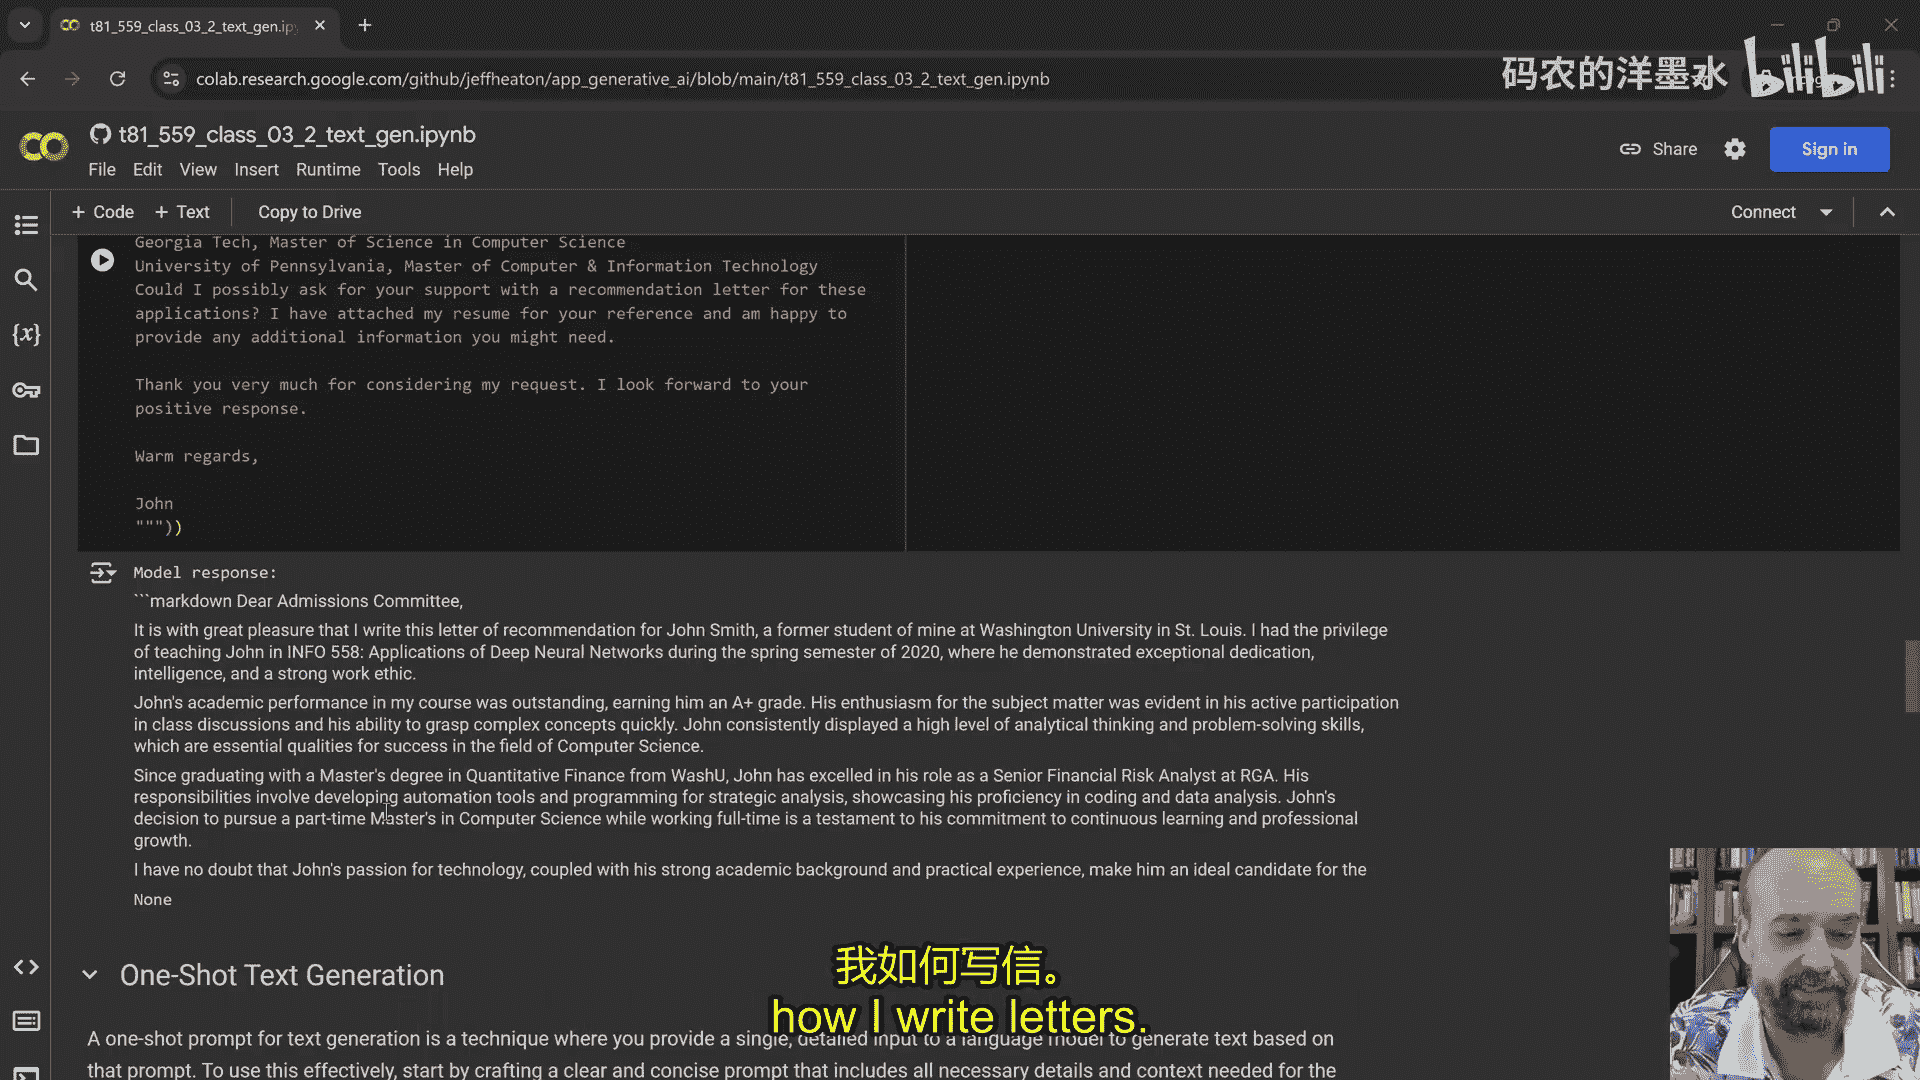 t81_559_class_03_2_text_gen.ip
colab.research.google.com/github/jeffheaton/app_generative_ai/blob/main/t81_559_class_03_2_text_gen.ipynb
码农的洋墨水 bilibili
t81_559_class_03_2_text_gen.ipynb
File Edit View Insert Runtime Tools Help
Share
Sign in
+ Code + Text Copy to Drive
Connect
Georgia Tech, Master of Science in Computer Science
University of Pennsylvania, Master of Computer & Information Technology
Could I possibly ask for your support with a recommendation letter for these
applications? I have attached my resume for your reference and am happy to
provide any additional information you might need.
Thank you very much for considering my request. I look forward to your
positive response.
Warm regards,
John
"""))
{x}
Model response:
```markdown Dear Admissions Committee,
It is with great pleasure that I write this letter of recommendation for John Smith, a former student of mine at Washington University in St. Louis. I had the privilege
of teaching John in INFO 558: Applications of Deep Neural Networks during the spring semester of 2020, where he demonstrated exceptional dedication,
intelligence, and a strong work ethic.
John's academic performance in my course was outstanding, earning him an A+ grade. His enthusiasm for the subject matter was evident in his active participation
in class discussions and his ability to grasp complex concepts quickly. John consistently displayed a high level of analytical thinking and problem-solving skills,
which are essential qualities for success in the field of Computer Science.
Since graduating with a Master's degree in Quantitative Finance from WashU, John has excelled in his role as a Senior Financial Risk Analyst at RGA. His
responsibilities involve developing automation tools and programming for strategic analysis, showcasing his proficiency in coding and data analysis. John's
decision to pursue a part-time Master's in Computer Science while working full-time is a testament to his commitment to continuous learning and professional
growth.
I have no doubt that John's passion for technology, coupled with his strong academic background and practical experience, make him an ideal candidate for the
None
One-Shot Text Generation
我如何写信。
how I write letters.
A one-shot prompt for text generation is a technique where you provide a single, detailed input to a language model to generate text based on
that prompt. To use this effectively, start by crafting a clear and concise prompt that includes all necessary details and context needed for the